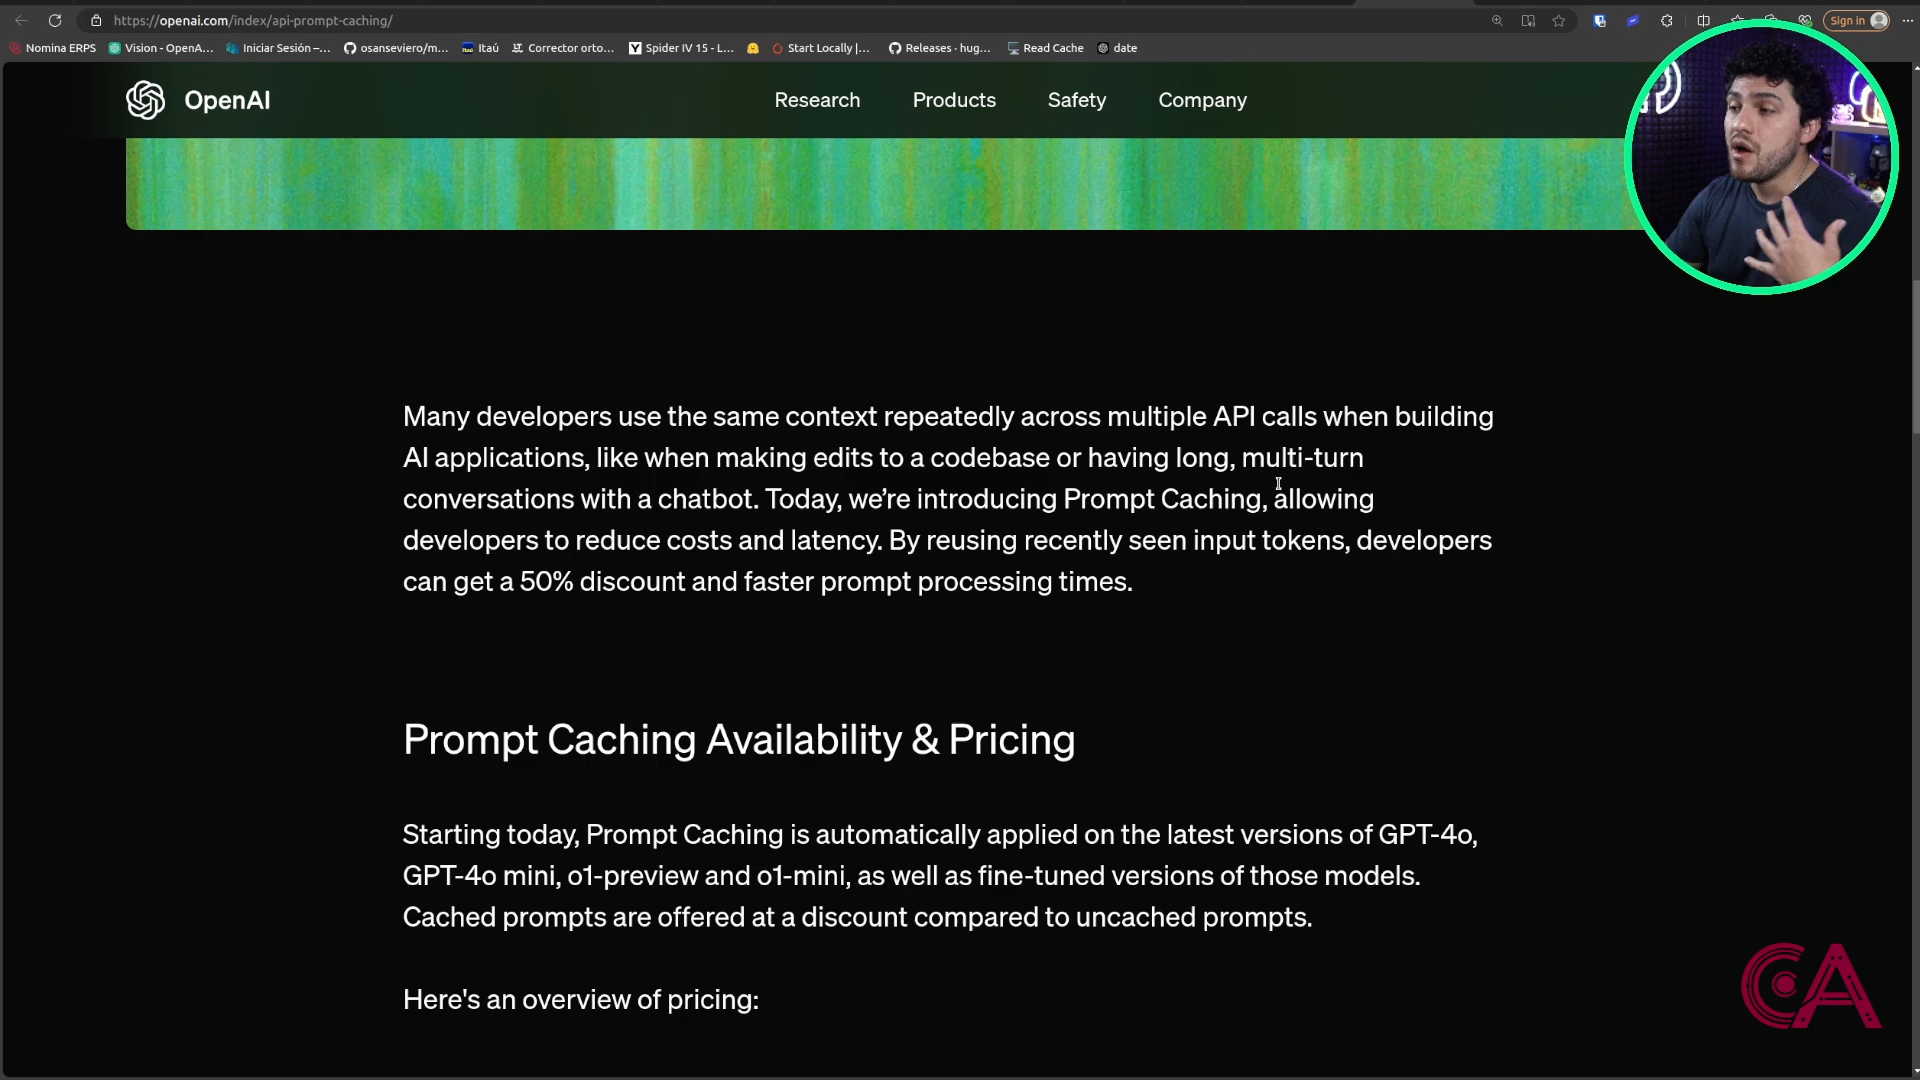 https://openai.com/index/api-prompt-caching/
Sign in
Nomina ERPS
Vision - OpenA...
Iniciar Sesión –...
osanseviero/m...
Itaú
Corrector orto...
Spider IV 15 - L...
Start Locally |...
Releases · hug...
Read Cache
date
OpenAI
Research
Products
Safety
Company
Many developers use the same context repeatedly across multiple API calls when building
AI applications, like when making edits to a codebase or having long, multi-turn
conversations with a chatbot. Today, we’re introducing Prompt Caching, allowing
developers to reduce costs and latency. By reusing recently seen input tokens, developers
can get a 50% discount and faster prompt processing times.
Prompt Caching Availability & Pricing
Starting today, Prompt Caching is automatically applied on the latest versions of GPT-4o,
GPT-4o mini, o1-preview and o1-mini, as well as fine-tuned versions of those models.
Cached prompts are offered at a discount compared to uncached prompts.
Here's an overview of pricing:
CA